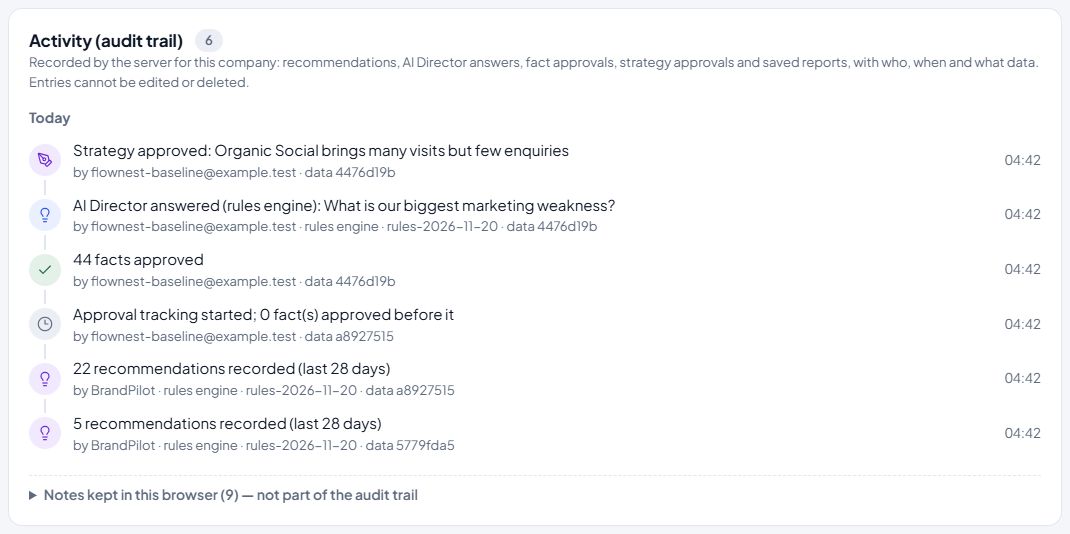 Activity (audit trail) 6
Recorded by the server for this company: recommendations, AI Director answers, fact approvals, strategy approvals and saved reports, with who, when and what data.
Entries cannot be edited or deleted.
Today
Strategy approved: Organic Social brings many visits but few enquiries 04:42
by flownest-baseline@example.test · data 4476d19b
AI Director answered (rules engine): What is our biggest marketing weakness? 04:42
by flownest-baseline@example.test · rules engine · rules-2026-11-20 · data 4476d19b
44 facts approved 04:42
by flownest-baseline@example.test · data 4476d19b
Approval tracking started; 0 fact(s) approved before it 04:42
by flownest-baseline@example.test · data a8927515
22 recommendations recorded (last 28 days) 04:42
by BrandPilot · rules engine · rules-2026-11-20 · data a8927515
5 recommendations recorded (last 28 days) 04:42
by BrandPilot · rules engine · rules-2026-11-20 · data 5779fda5
Notes kept in this browser (9) — not part of the audit trail